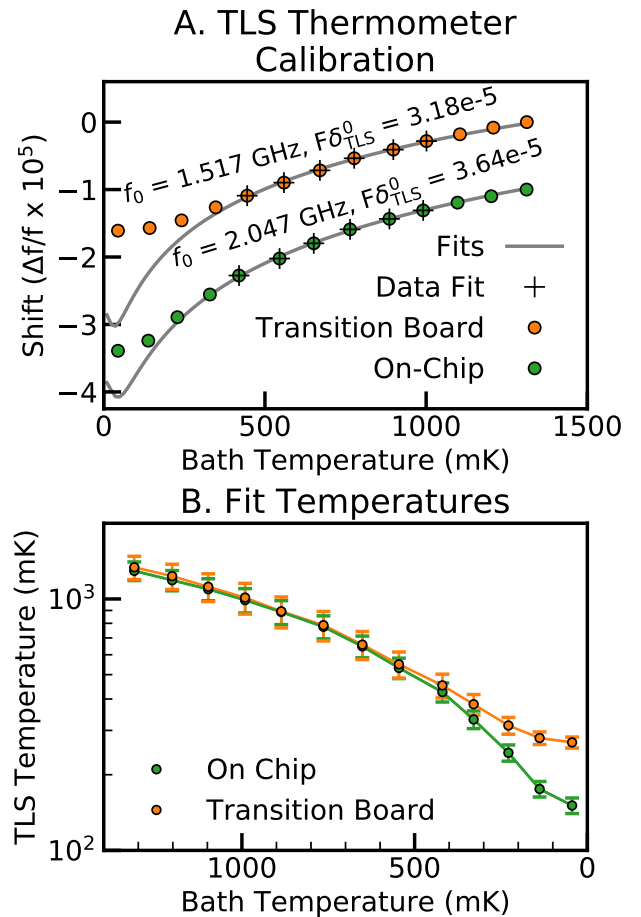 A. TLS Thermometer
Calibration
Shift (Δf/f x 10⁵)
0
−1
−2
−3
−4
f₀ = 1.517 GHz, Fδ⁰_TLS = 3.18e-5
f₀ = 2.047 GHz, Fδ⁰_TLS = 3.64e-5
Fits
Data Fit
Transition Board
On-Chip
0
500
1000
1500
Bath Temperature (mK)
B. Fit Temperatures
TLS Temperature (mK)
10³
10²
On Chip
Transition Board
1000
500
0
Bath Temperature (mK)